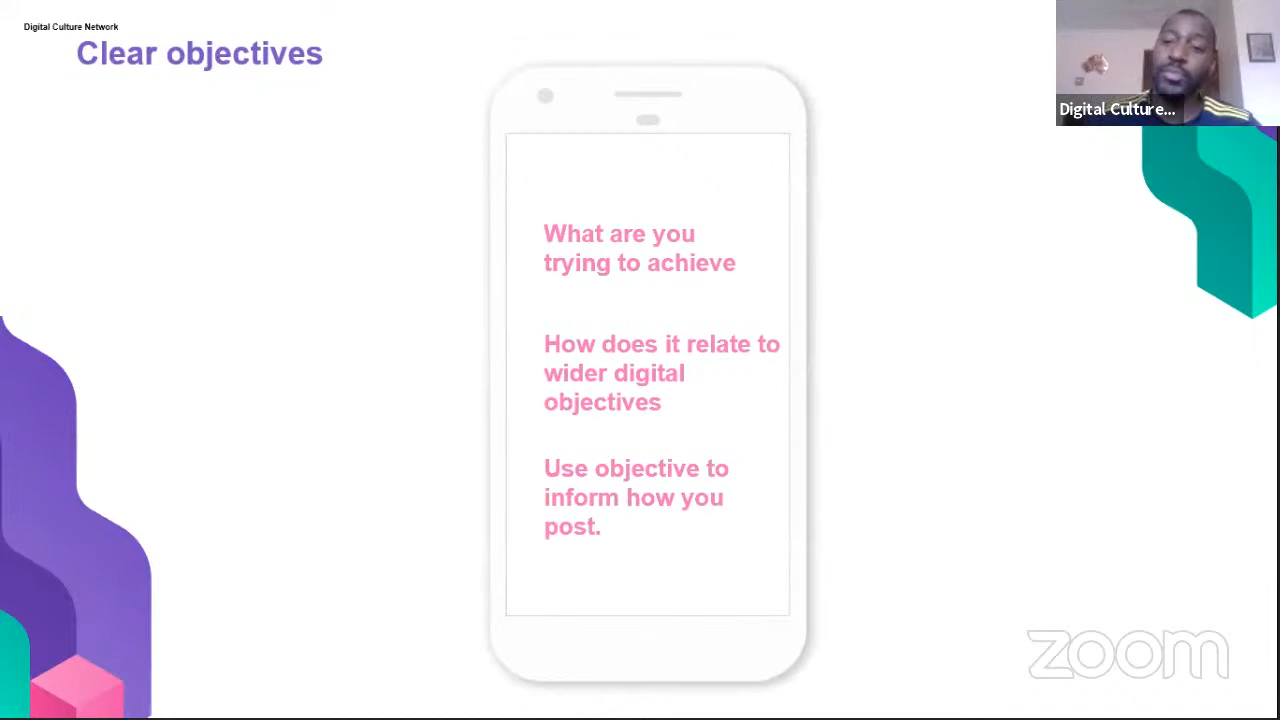 Digital Culture Network
Clear objectives
Digital Culture...
What are you
trying to achieve
How does it relate to
wider digital
objectives
Use objective to
inform how you
post.
zoom